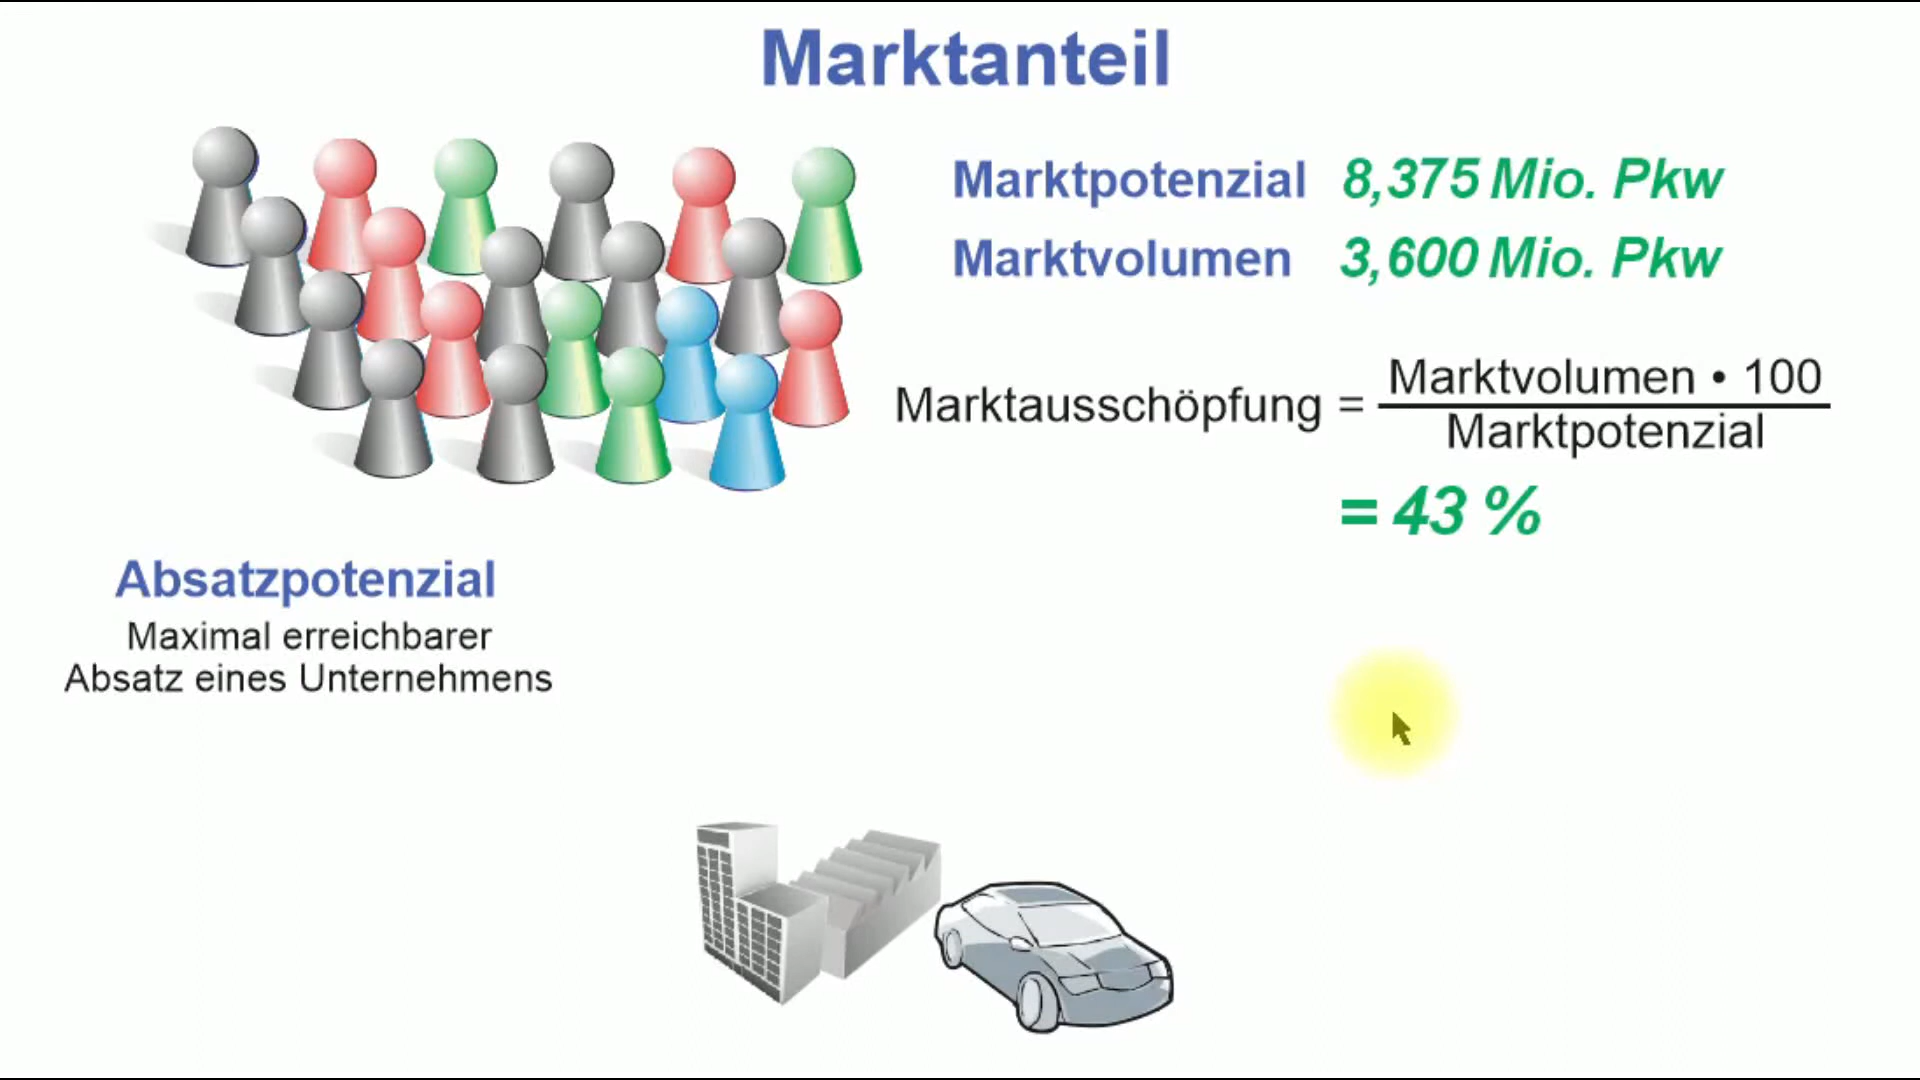 Marktanteil
Marktpotenzial 8,375 Mio. Pkw
Marktvolumen 3,600 Mio. Pkw
Marktausschöpfung = Marktvolumen • 100
Marktpotenzial
= 43 %
Absatzpotenzial
Maximal erreichbarer
Absatz eines Unternehmens